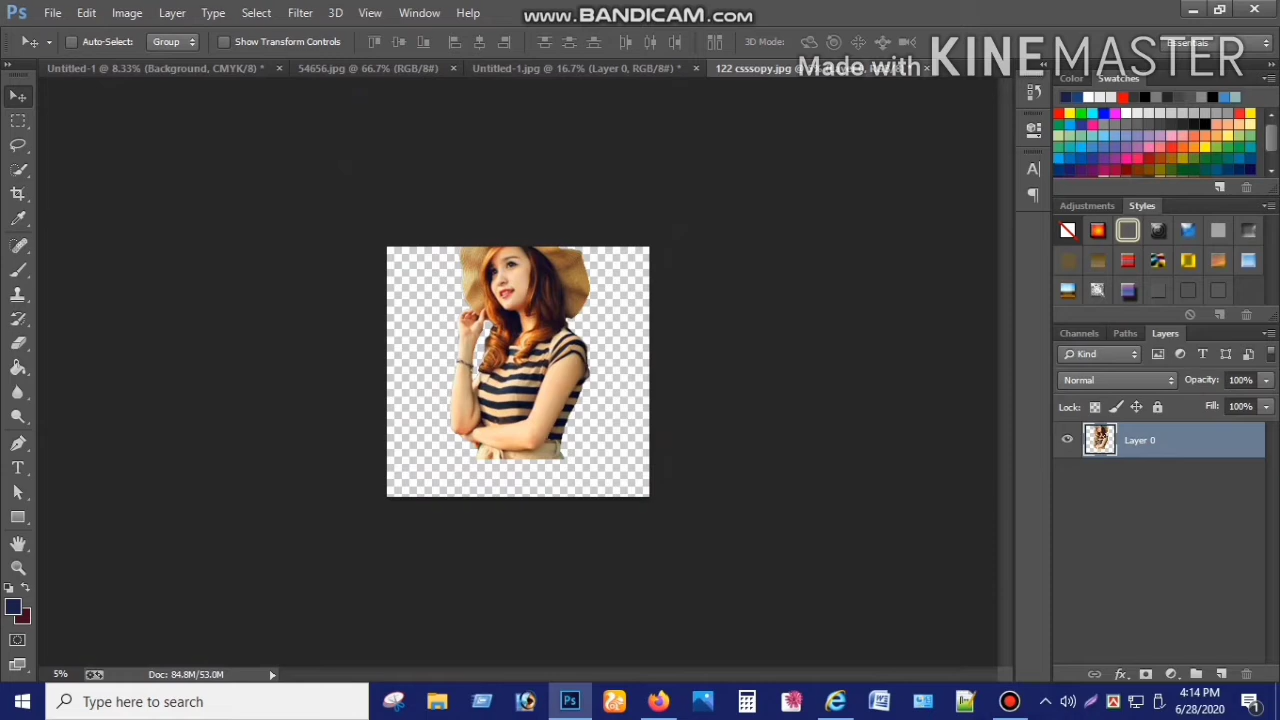 Ps File Edit Image Layer Type Select Filter 3D View Window Help
www.BANDICAM.com
Auto-Select: Group Show Transform Controls 3D Mode: Essentials
Made with KINEMASTER
Untitled-1 @ 8.33% (Background, CMYK/8) * × 54656.jpg @ 66.7% (RGB/8#) × Untitled-1.jpg @ 16.7% (Layer 0, RGB/8#) * × 122 csssopy.jpg @
Color Swatches
Adjustments Styles
Channels Paths Layers
Kind
Normal Opacity: 100%
Lock: Fill: 100%
Layer 0
5% Doc: 84.8M/53.0M
Type here to search
4:14 PM
6/28/2020